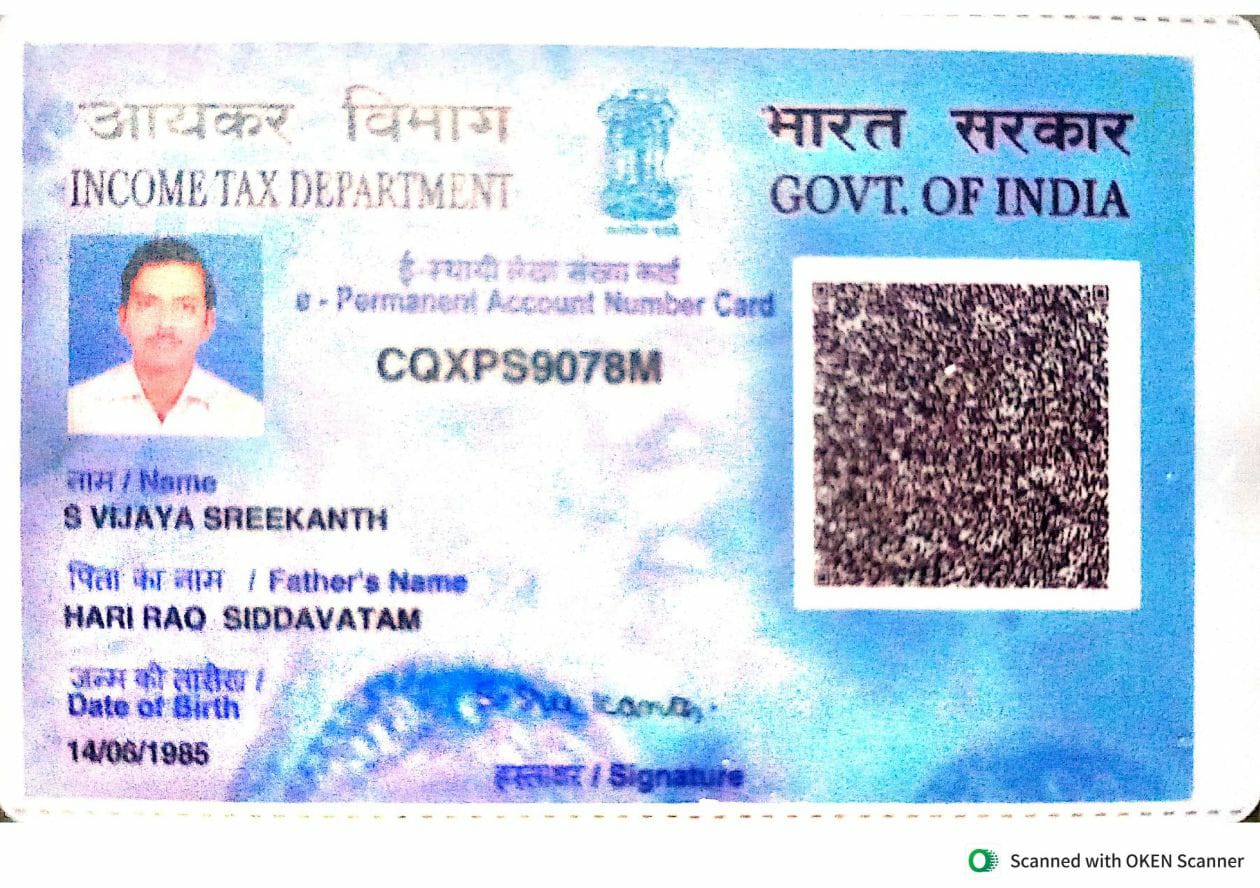 आयकर विभाग
INCOME TAX DEPARTMENT
भारत सरकार
GOVT. OF INDIA
ई-स्थायी लेखा संख्या कार्ड
e - Permanent Account Number Card
CQXPS9078M
नाम / Name
S VIJAYA SREEKANTH
पिता का नाम / Father's Name
HARI RAO SIDDAVATAM
जन्म की तारीख /
Date of Birth
14/06/1985
हस्ताक्षर / Signature
Scanned with OKEN Scanner